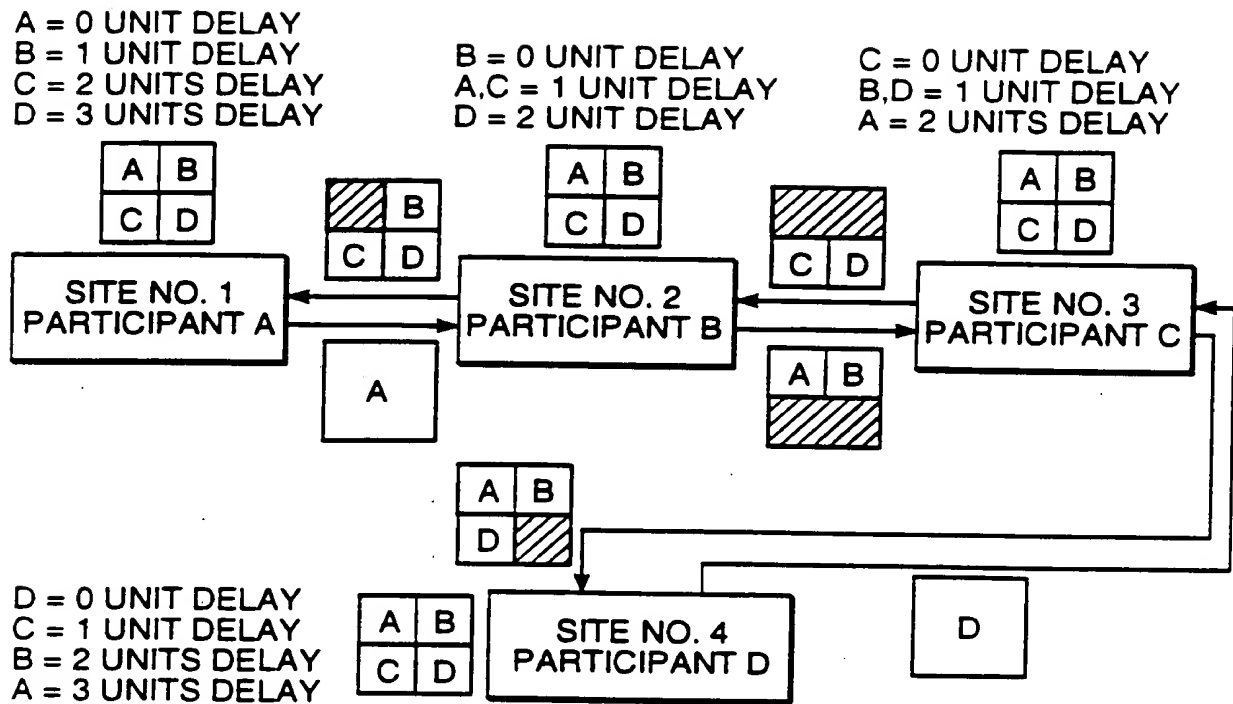 A = 0 UNIT DELAY
B = 1 UNIT DELAY
C = 2 UNITS DELAY
D = 3 UNITS DELAY
B = 0 UNIT DELAY
A,C = 1 UNIT DELAY
D = 2 UNIT DELAY
C = 0 UNIT DELAY
B,D = 1 UNIT DELAY
A = 2 UNITS DELAY
A B
C D
B
C D
A B
C D
C D
A B
C D
SITE NO. 1
PARTICIPANT A
SITE NO. 2
PARTICIPANT B
SITE NO. 3
PARTICIPANT C
A
A B
A B
D
D = 0 UNIT DELAY
C = 1 UNIT DELAY
B = 2 UNITS DELAY
A = 3 UNITS DELAY
A B
C D
SITE NO. 4
PARTICIPANT D
D